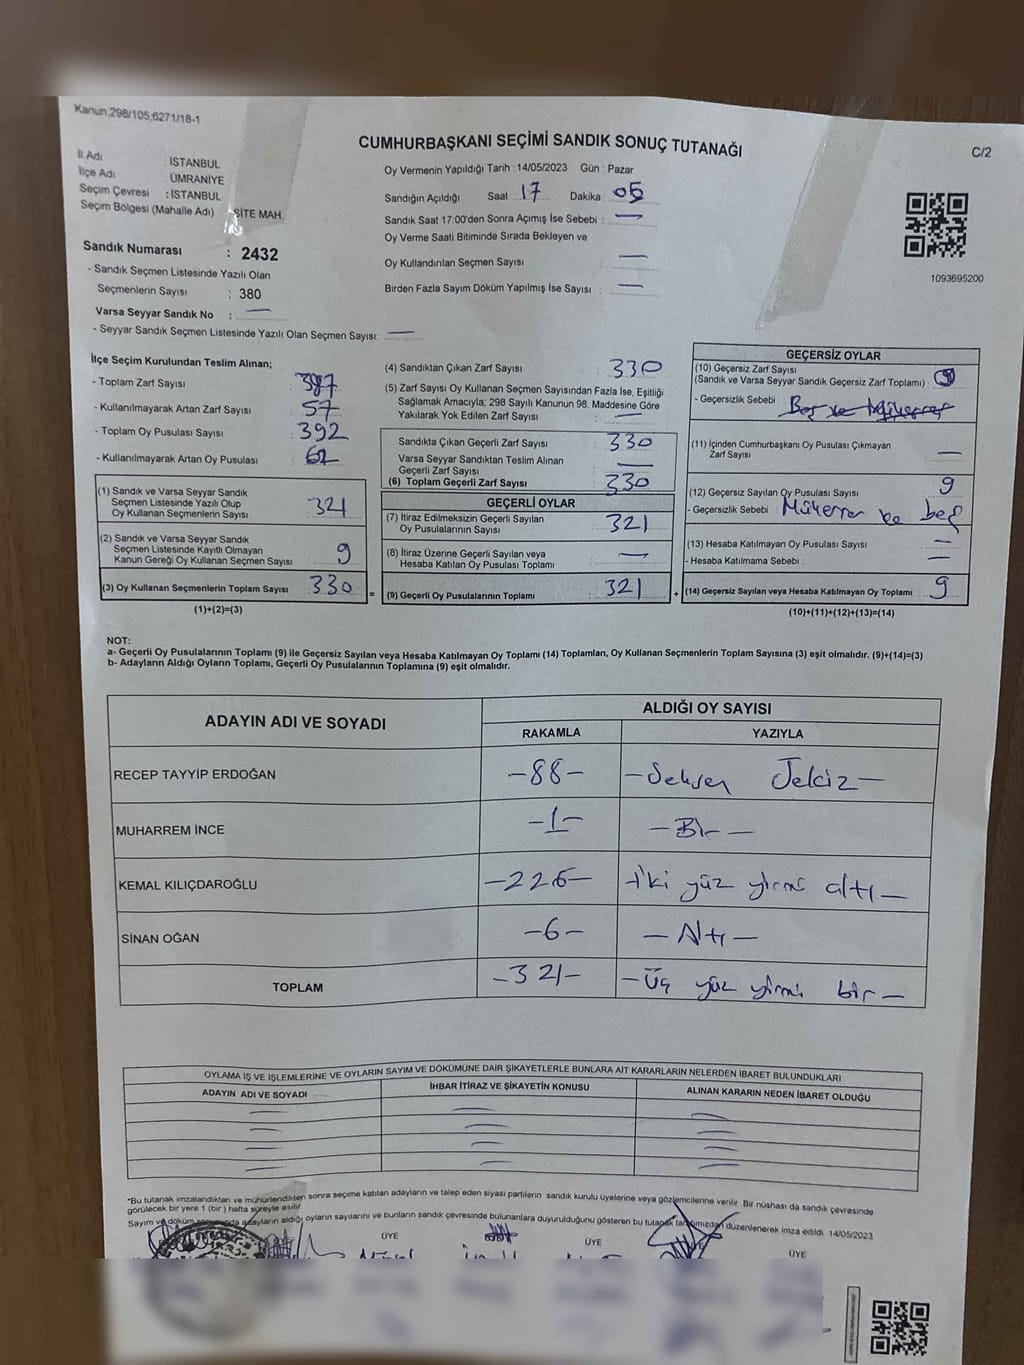 Kanun:298/105,6271/18-1
CUMHURBAŞKANI SEÇİMİ SANDIK SONUÇ TUTANAĞI
C/2
İl Adı : İSTANBUL
İlçe Adı : ÜMRANİYE
Seçim Çevresi : İSTANBUL
Seçim Bölgesi (Mahalle Adı) : SİTE MAH.
Sandık Numarası : 2432
- Sandık Seçmen Listesinde Yazılı Olan
Seçmenlerin Sayısı : 380
Varsa Seyyar Sandık No : —
- Seyyar Sandık Seçmen Listesinde Yazılı Olan Seçmen Sayısı: —
Oy Vermenin Yapıldığı Tarih : 14/05/2023 Gün : Pazar
Sandığın Açıldığı Saat : 17 Dakika : 05
Sandık Saat 17:00'den Sonra Açımış İse Sebebi : —
Oy Verme Saati Bitiminde Sırada Bekleyen ve
Oy Kullandırılan Seçmen Sayısı : —
Birden Fazla Sayım Döküm Yapılmış İse Sayısı : —
1093695200
İlçe Seçim Kurulundan Teslim Alınan;
- Toplam Zarf Sayısı : 387
- Kullanılmayarak Artan Zarf Sayısı : 57
- Toplam Oy Pusulası Sayısı : 392
- Kullanılmayarak Artan Oy Pusulası : 62
(1) Sandık ve Varsa Seyyar Sandık
Seçmen Listesinde Yazılı Olup
Oy Kullanan Seçmenlerin Sayısı : 321
(2) Sandık ve Varsa Seyyar Sandık
Seçmen Listesinde Kayıtlı Olmayan
Kanun Gereği Oy Kullanan Seçmen Sayısı : 9
(3) Oy Kullanan Seçmenlerin Toplam Sayısı : 330
(1)+(2)=(3)
(4) Sandıktan Çıkan Zarf Sayısı : 330
(5) Zarf Sayısı Oy Kullanan Seçmen Sayısından Fazla İse, Eşitliği
Sağlamak Amacıyla; 298 Sayılı Kanunun 98. Maddesine Göre
Yakılarak Yok Edilen Zarf Sayısı : —
Sandıkta Çıkan Geçerli Zarf Sayısı : 330
Varsa Seyyar Sandıktan Teslim Alınan
Geçerli Zarf Sayısı : —
(6) Toplam Geçerli Zarf Sayısı : 330
GEÇERLİ OYLAR
(7) İtiraz Edilmeksizin Geçerli Sayılan
Oy Pusulalarının Sayısı : 321
(8) İtiraz Üzerine Geçerli Sayılan veya
Hesaba Katılan Oy Pusulası Toplamı : —
= (9) Geçerli Oy Pusulalarının Toplamı : 321
GEÇERSİZ OYLAR
(10) Geçersiz Zarf Sayısı
(Sandık ve Varsa Seyyar Sandık Geçersiz Zarf Toplamı) : 9
- Geçersizlik Sebebi : Boş ve Mükerrer
(11) İçinden Cumhurbaşkanı Oy Pusulası Çıkmayan
Zarf Sayısı : —
(12) Geçersiz Sayılan Oy Pusulası Sayısı : 9
- Geçersizlik Sebebi : Mükerrer ve boş
(13) Hesaba Katılmayan Oy Pusulası Sayısı : —
- Hesaba Katılmama Sebebi : —
+ (14) Geçersiz Sayılan veya Hesaba Katılmayan Oy Toplamı : 9
(10)+(11)+(12)+(13)=(14)
NOT:
a- Geçerli Oy Pusulalarının Toplamı (9) ile Geçersiz Sayılan veya Hesaba Katılmayan Oy Toplamı (14) Toplamları, Oy Kullanan Seçmenlerin Toplam Sayısına (3) eşit olmalıdır. (9)+(14)=(3)
b- Adayların Aldığı Oyların Toplamı, Geçerli Oy Pusulalarının Toplamına (9) eşit olmalıdır.
ADAYIN ADI VE SOYADI ALDIĞI OY SAYISI
RAKAMLA YAZIYLA
RECEP TAYYİP ERDOĞAN -88- -Seksen Sekiz-
MUHARREM İNCE -1- -Bir-
KEMAL KILIÇDAROĞLU -226- -İki yüz yirmi altı-
SİNAN OĞAN -6- -Altı-
TOPLAM -321- -Üç yüz yirmi bir-
OYLAMA İŞ VE İŞLEMLERİNE VE OYLARIN SAYIM VE DÖKÜMÜNE DAİR ŞİKAYETLERLE BUNLARA AİT KARARLARIN NELERDEN İBARET BULUNDUKLARI
ADAYIN ADI VE SOYADI İHBAR İTİRAZ VE ŞİKAYETİN KONUSU ALINAN KARARIN NEDEN İBARET OLDUĞU
*Bu tutanak imzalandıktan ve mühürlendikten sonra seçime katılan adayların ve talep eden siyasi partilerin sandık kurulu üyelerine veya gözlemcilerine verilir. Bir nüshası da sandık çevresinde
görülecek bir yere 1 (bir) hafta süreyle asılır.
Sayım ve döküm adayların aldığı oyların sayılarını ve bunların sandık çevresinde bulunanlara duyurulduğunu gösteren bu tutanak düzenlenerek imza edildi. 14/05/2023
ÜYE ÜYE ÜYE